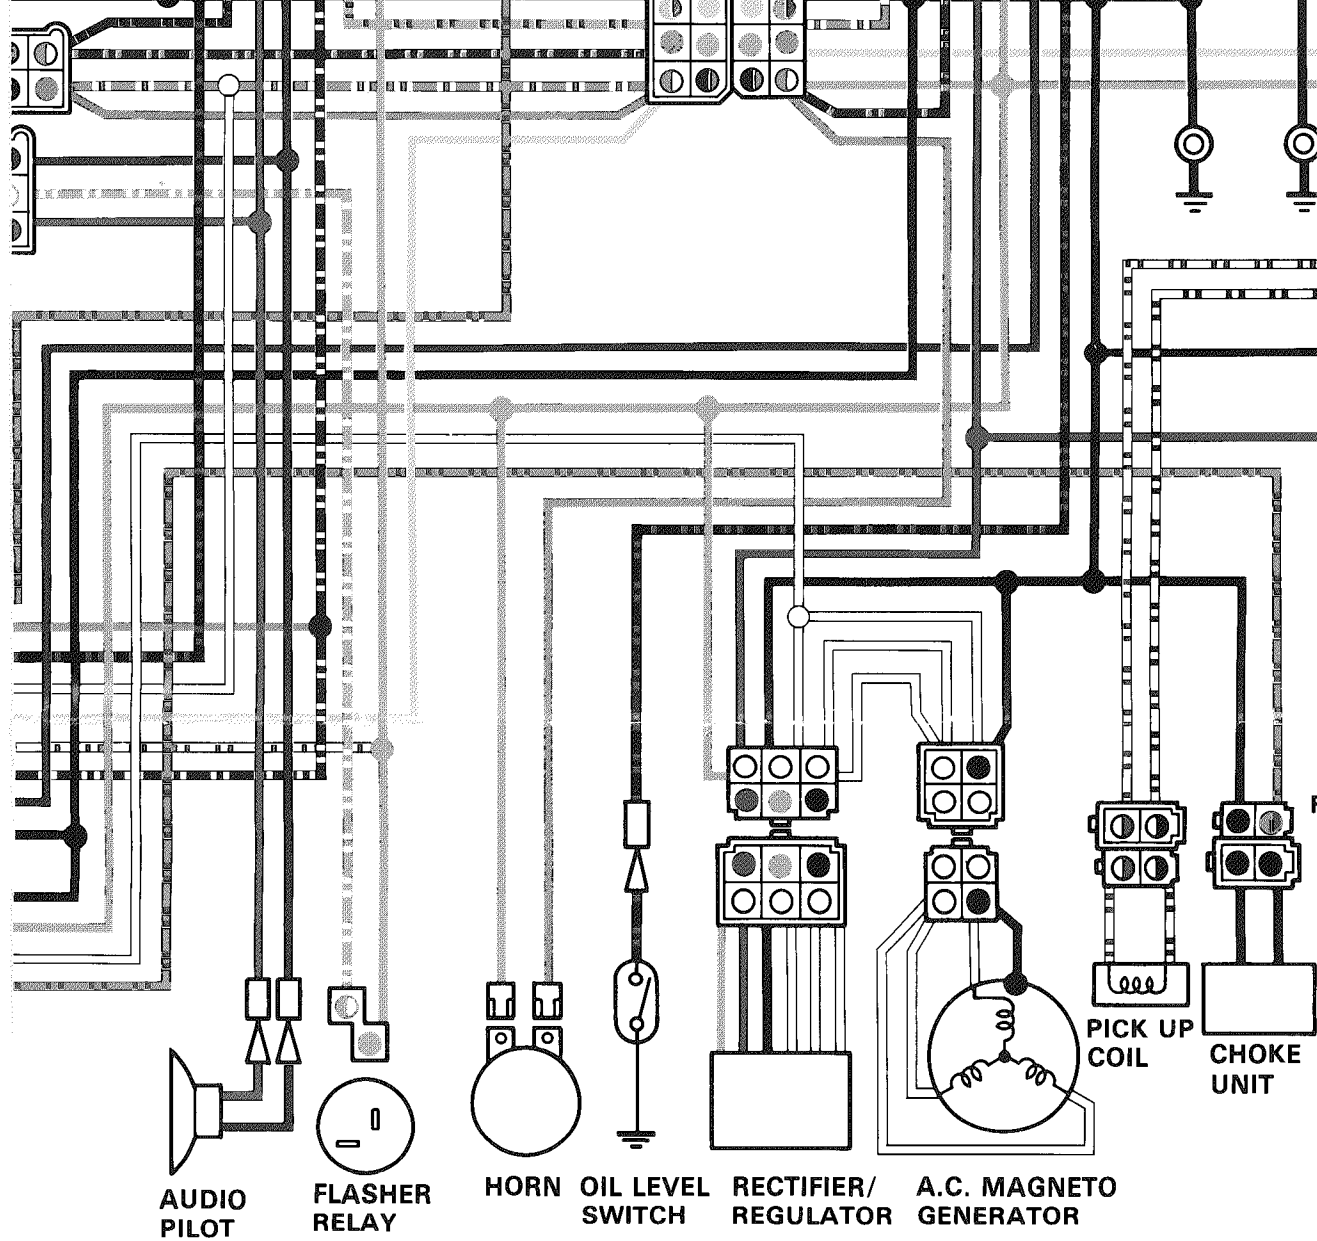 PICK UP
COIL
CHOKE
UNIT
AUDIO
PILOT
FLASHER
RELAY
HORN
OIL LEVEL
SWITCH
RECTIFIER/
REGULATOR
A.C. MAGNETO
GENERATOR